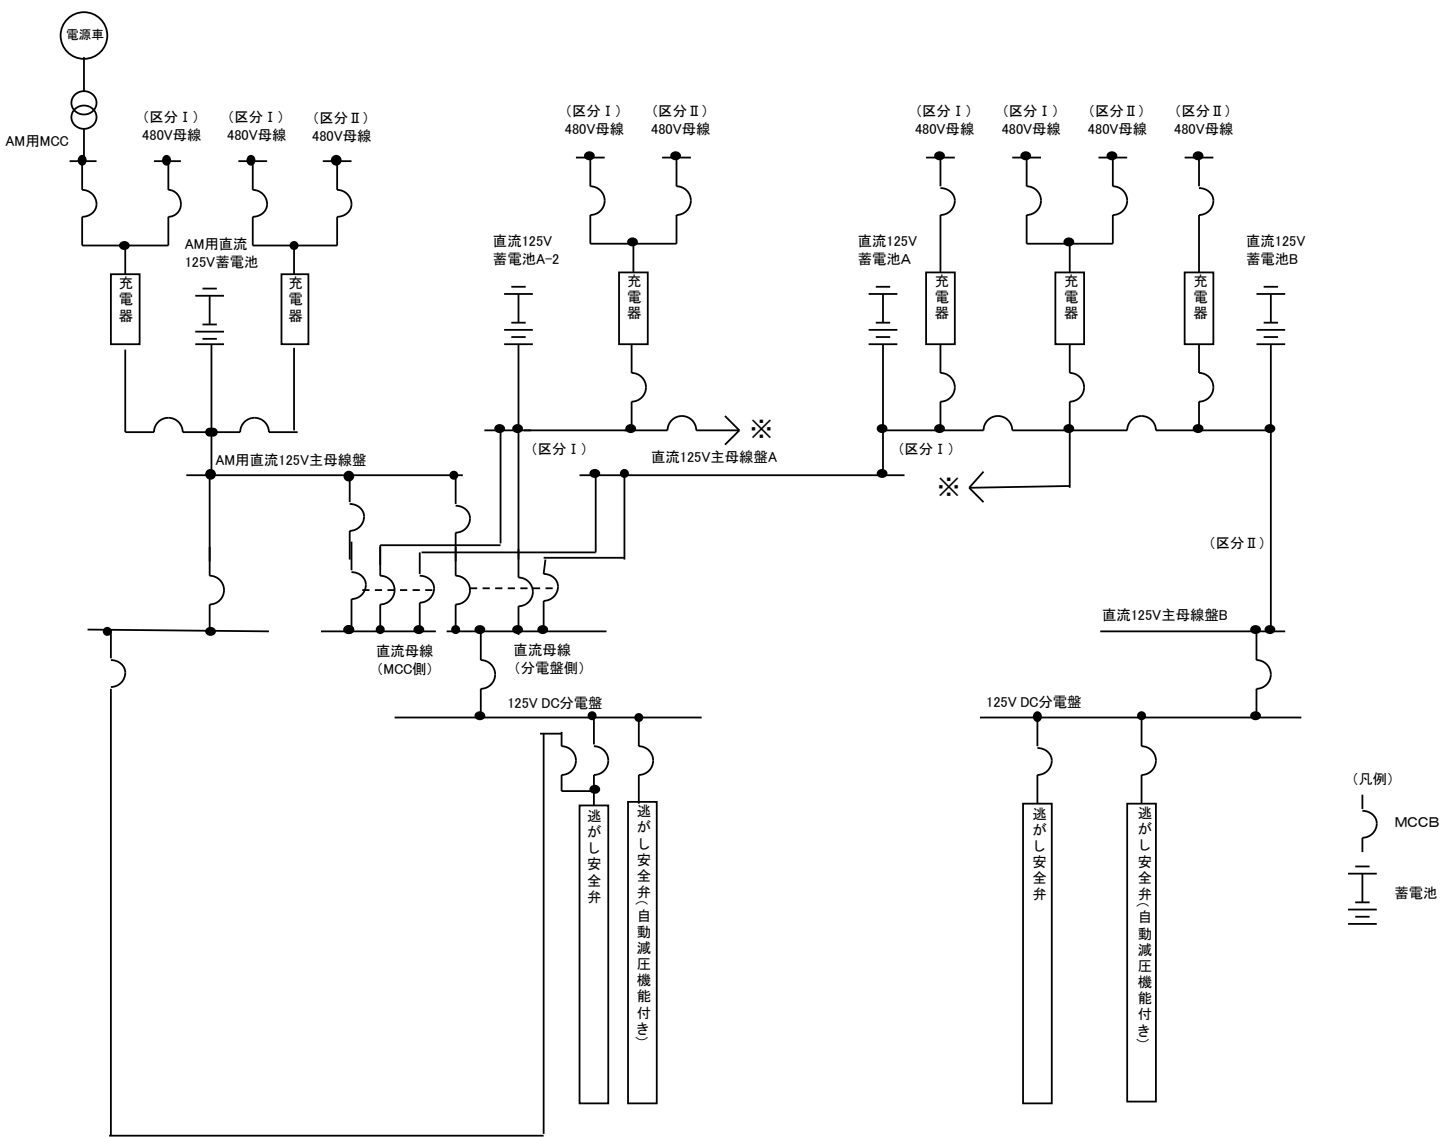 電源車
AM用MCC
（区分Ⅰ）
480V母線
（区分Ⅰ）
480V母線
（区分Ⅱ）
480V母線
（区分Ⅰ）
480V母線
（区分Ⅱ）
480V母線
（区分Ⅰ）
480V母線
（区分Ⅰ）
480V母線
（区分Ⅱ）
480V母線
（区分Ⅱ）
480V母線
AM用直流
125V蓄電池
直流125V
蓄電池A-2
直流125V
蓄電池A
直流125V
蓄電池B
充電器
充電器
充電器
充電器
充電器
充電器
※
（区分Ⅰ）
直流125V主母線盤A
（区分Ⅰ）
AM用直流125V主母線盤
※
（区分Ⅱ）
直流125V主母線盤B
直流母線
（MCC側）
直流母線
（分電盤側）
125V DC分電盤
125V DC分電盤
逃がし安全弁
逃がし安全弁（自動減圧機能付き）
逃がし安全弁
逃がし安全弁（自動減圧機能付き）
（凡例）
MCCB
蓄電池